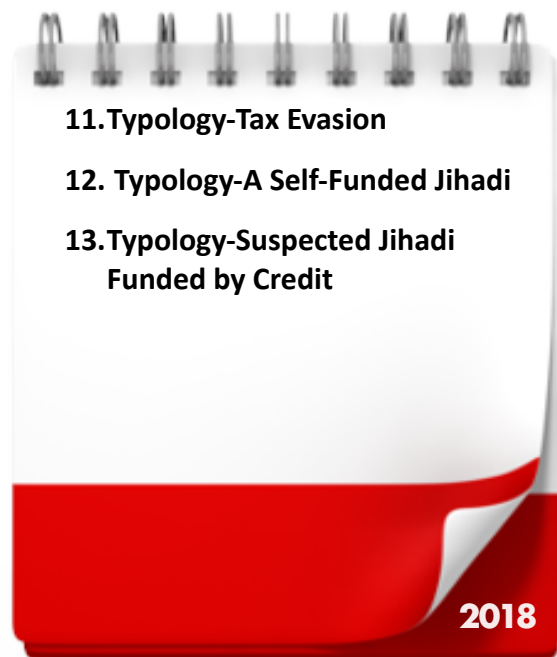 11.Typology-Tax Evasion
12. Typology-A Self-Funded Jihadi
13.Typology-Suspected Jihadi
Funded by Credit
2018